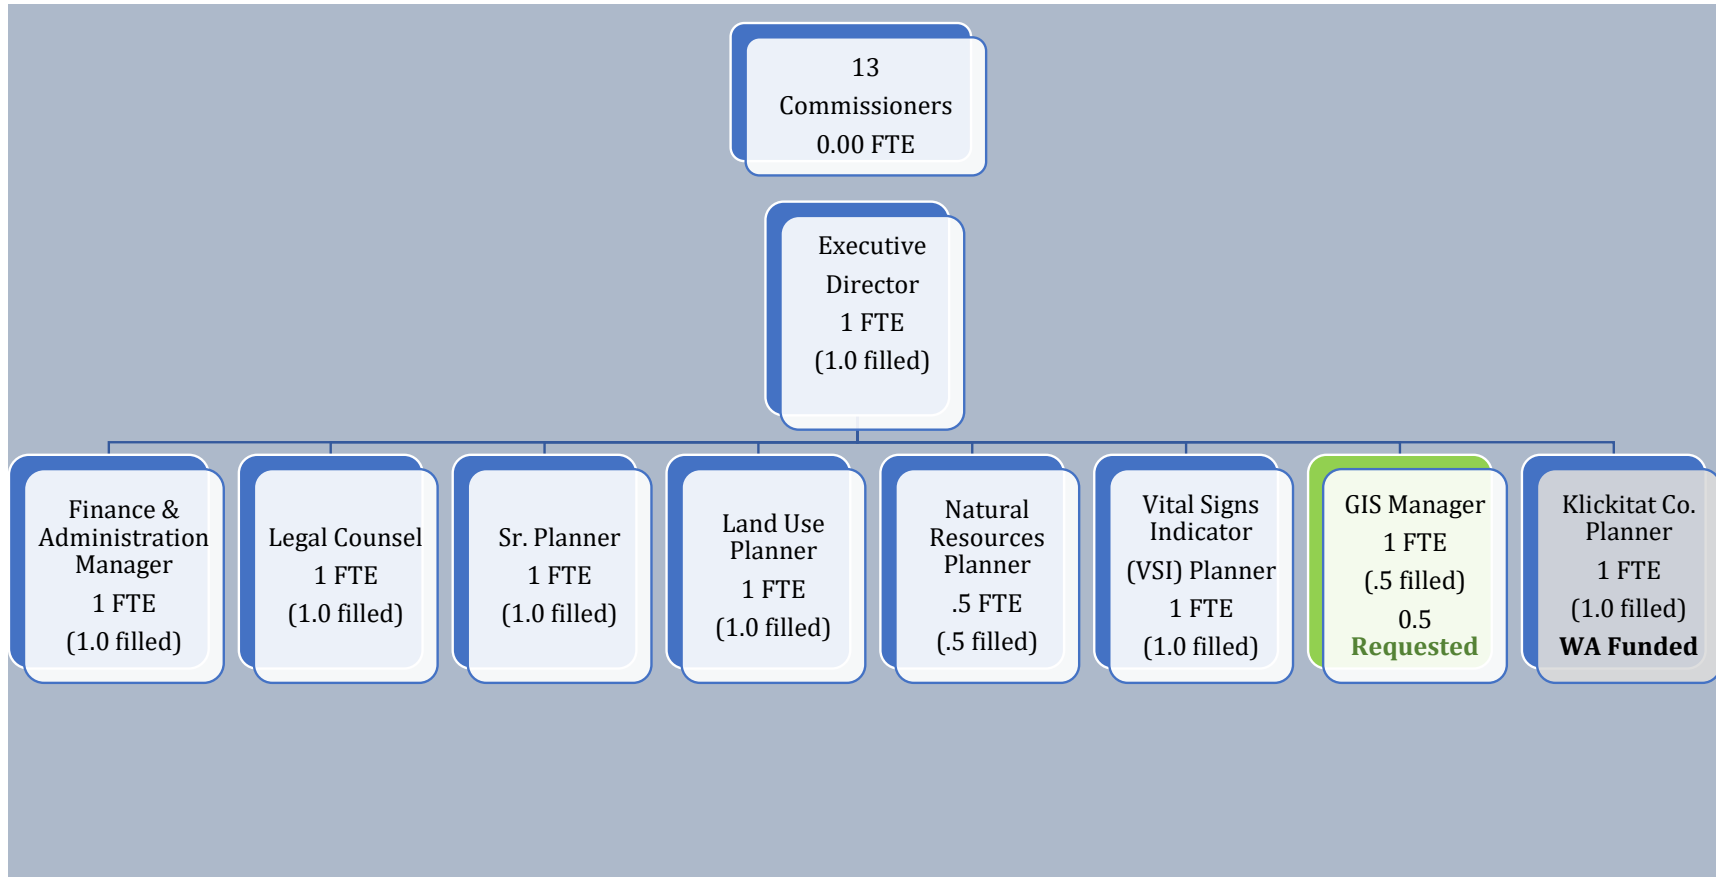 13
Commissioners
0.00 FTE
Executive
Director
1 FTE
(1.0 filled)
Finance &
Administration
Manager
1 FTE
(1.0 filled)
Legal Counsel
1 FTE
(1.0 filled)
Sr. Planner
1 FTE
(1.0 filled)
Land Use
Planner
1 FTE
(1.0 filled)
Natural
Resources
Planner
.5 FTE
(.5 filled)
Vital Signs
Indicator
(VSI) Planner
1 FTE
(1.0 filled)
GIS Manager
1 FTE
(.5 filled)
0.5
Requested
Klickitat Co.
Planner
1 FTE
(1.0 filled)
WA Funded